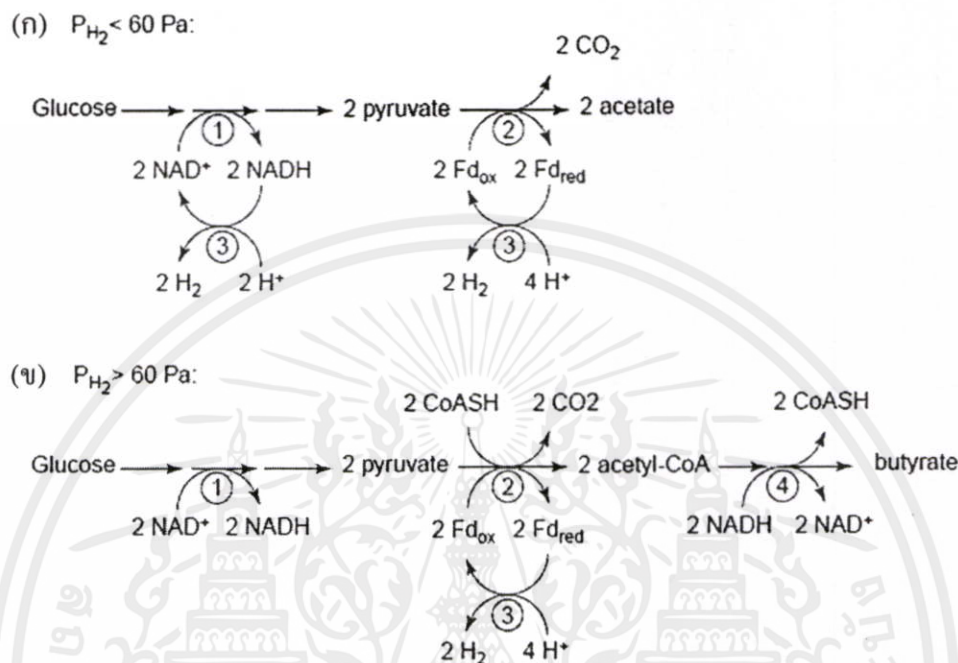 (ก) P_H₂ < 60 Pa:
2 CO₂
Glucose 2 pyruvate 2 acetate
① ②
2 NAD⁺ 2 NADH 2 Fd_ox 2 Fd_red
③ ③
2 H₂ 2 H⁺ 2 H₂ 4 H⁺
(ข) P_H₂ > 60 Pa:
2 CoASH 2 CO2 2 CoASH
Glucose 2 pyruvate 2 acetyl-CoA butyrate
① ② ④
2 NAD⁺ 2 NADH 2 Fd_ox 2 Fd_red 2 NADH 2 NAD⁺
③
2 H₂ 4 H⁺